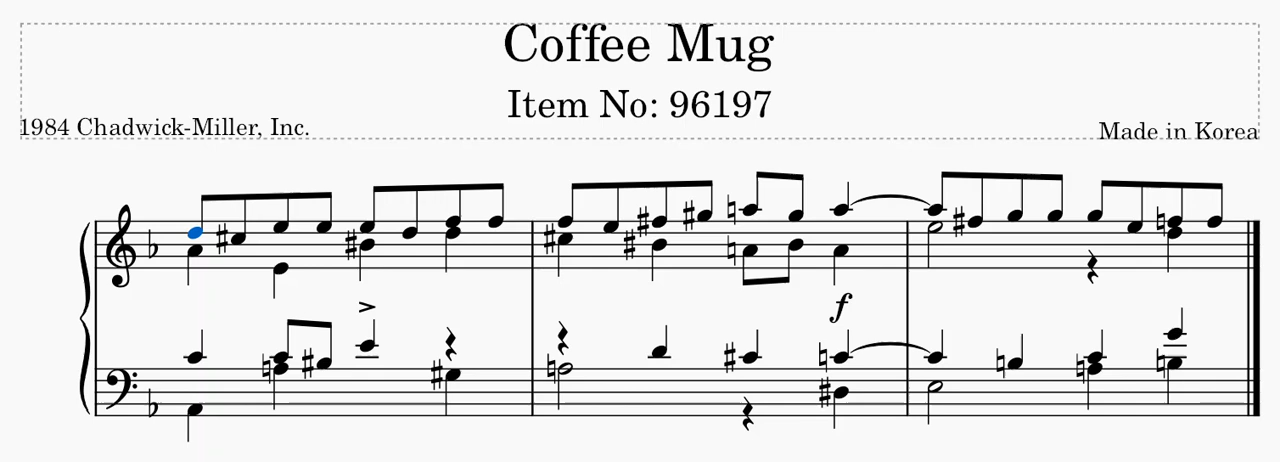 Coffee Mug
Item No: 96197
1984 Chadwick-Miller, Inc.
Made in Korea
f